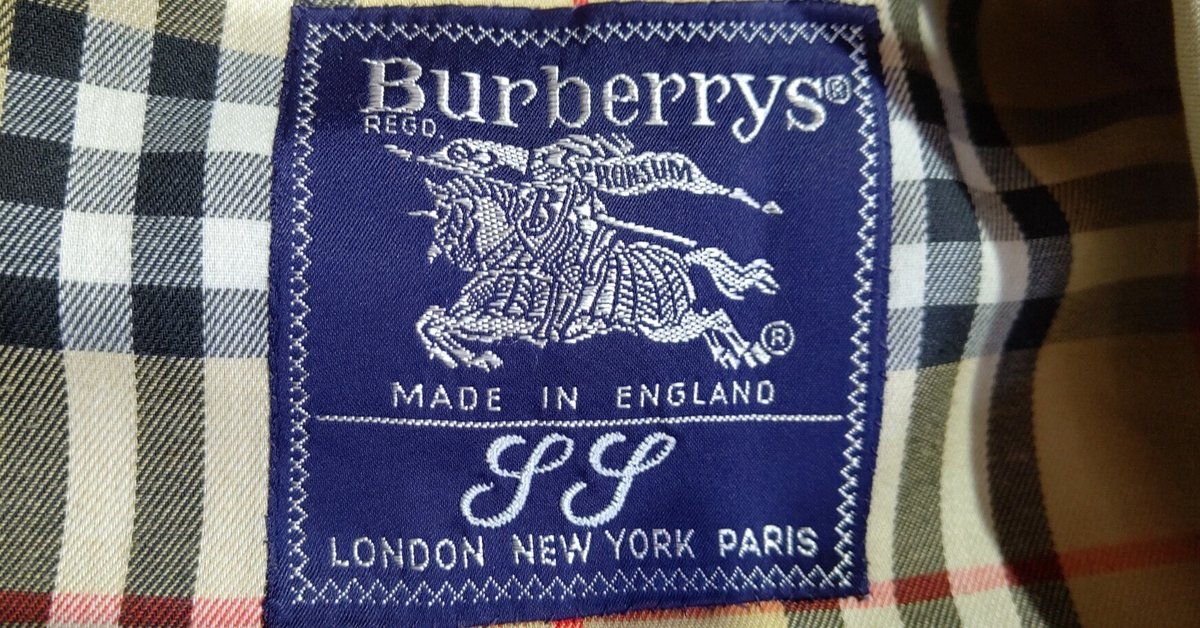 Burberrys®
REGD.
PRORSUM
®
MADE IN ENGLAND
SS
LONDON NEW YORK PARIS